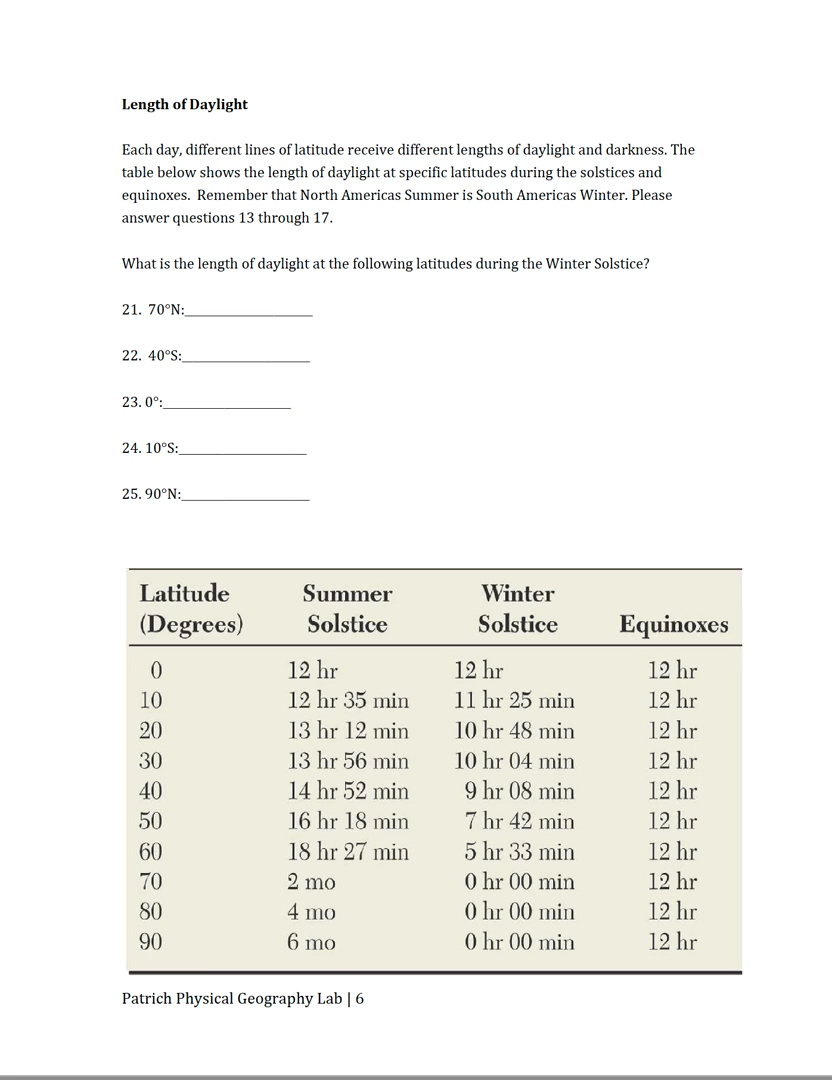 Length of Daylight
Each day, different lines of latitude receive different lengths of daylight and darkness. The
table below shows the length of daylight at specific latitudes during the solstices and
equinoxes.  Remember that North Americas Summer is South Americas Winter. Please
answer questions 13 through 17.
What is the length of daylight at the following latitudes during the Winter Solstice?
21.  70°N:__________________
22.  40°S:__________________
23. 0°:__________________
24. 10°S:__________________
25. 90°N:__________________
Latitude Summer Winter
(Degrees) Solstice Solstice Equinoxes
0 12 hr 12 hr 12 hr
10 12 hr 35 min 11 hr 25 min 12 hr
20 13 hr 12 min 10 hr 48 min 12 hr
30 13 hr 56 min 10 hr 04 min 12 hr
40 14 hr 52 min 9 hr 08 min 12 hr
50 16 hr 18 min 7 hr 42 min 12 hr
60 18 hr 27 min 5 hr 33 min 12 hr
70 2 mo 0 hr 00 min 12 hr
80 4 mo 0 hr 00 min 12 hr
90 6 mo 0 hr 00 min 12 hr
Patrich Physical Geography Lab | 6